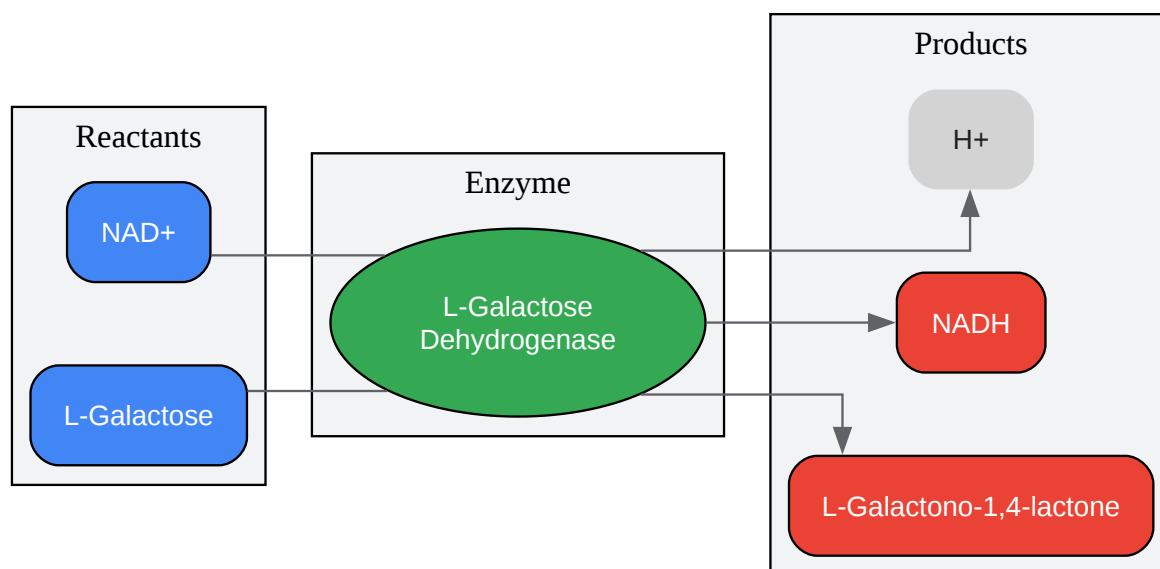 Reactants
NAD+
L-Galactose
Enzyme
L-Galactose
Dehydrogenase
Products
H+
NADH
L-Galactono-1,4-lactone